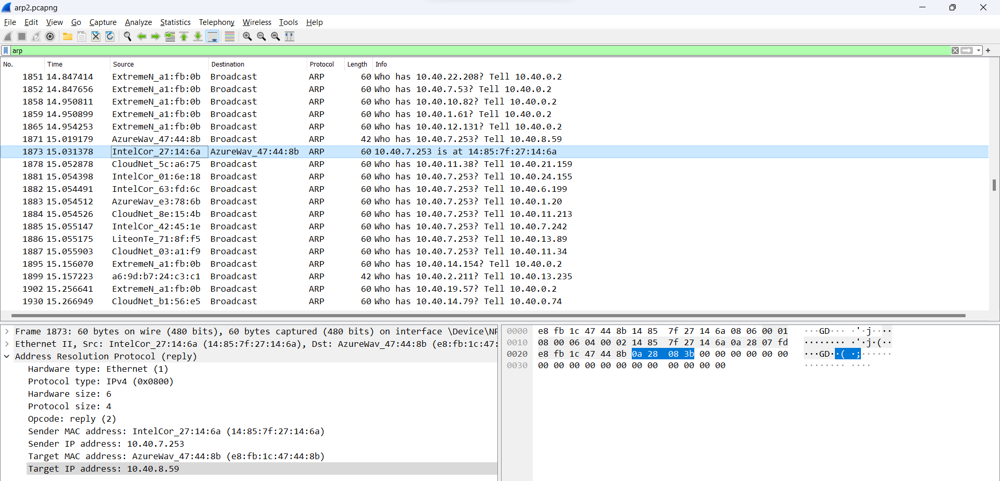 arp2.pcapng
File Edit View Go Capture Analyze Statistics Telephony Wireless Tools Help
arp
No. Time Source Destination Protocol Length Info
1851 14.847414 ExtremeN_a1:fb:0b Broadcast ARP 60 Who has 10.40.22.208? Tell 10.40.0.2
1852 14.847656 ExtremeN_a1:fb:0b Broadcast ARP 60 Who has 10.40.7.53? Tell 10.40.0.2
1858 14.950811 ExtremeN_a1:fb:0b Broadcast ARP 60 Who has 10.40.10.82? Tell 10.40.0.2
1859 14.950899 ExtremeN_a1:fb:0b Broadcast ARP 60 Who has 10.40.1.61? Tell 10.40.0.2
1865 14.954253 ExtremeN_a1:fb:0b Broadcast ARP 60 Who has 10.40.12.131? Tell 10.40.0.2
1871 15.019179 AzureWav_47:44:8b Broadcast ARP 42 Who has 10.40.7.253? Tell 10.40.8.59
1873 15.031378 IntelCor_27:14:6a AzureWav_47:44:8b ARP 60 10.40.7.253 is at 14:85:7f:27:14:6a
1878 15.052878 CloudNet_5c:a6:75 Broadcast ARP 60 Who has 10.40.11.38? Tell 10.40.21.159
1881 15.054398 IntelCor_01:6e:18 Broadcast ARP 60 Who has 10.40.7.253? Tell 10.40.24.155
1882 15.054491 IntelCor_63:fd:6c Broadcast ARP 60 Who has 10.40.7.253? Tell 10.40.6.199
1883 15.054512 AzureWav_e3:78:6b Broadcast ARP 60 Who has 10.40.7.253? Tell 10.40.1.20
1884 15.054526 CloudNet_8e:15:4b Broadcast ARP 60 Who has 10.40.7.253? Tell 10.40.11.213
1885 15.055147 IntelCor_42:45:1e Broadcast ARP 60 Who has 10.40.7.253? Tell 10.40.7.242
1886 15.055175 LiteonTe_71:8f:f5 Broadcast ARP 60 Who has 10.40.7.253? Tell 10.40.13.89
1887 15.055903 CloudNet_03:a1:f9 Broadcast ARP 60 Who has 10.40.7.253? Tell 10.40.11.34
1895 15.156070 ExtremeN_a1:fb:0b Broadcast ARP 60 Who has 10.40.14.154? Tell 10.40.0.2
1899 15.157223 a6:9d:b7:24:c3:c1 Broadcast ARP 42 Who has 10.40.2.211? Tell 10.40.13.235
1902 15.256641 ExtremeN_a1:fb:0b Broadcast ARP 60 Who has 10.40.19.57? Tell 10.40.0.2
1930 15.266949 CloudNet_b1:56:e5 Broadcast ARP 60 Who has 10.40.14.79? Tell 10.40.0.74
Frame 1873: 60 bytes on wire (480 bits), 60 bytes captured (480 bits) on interface \Device\NP
Ethernet II, Src: IntelCor_27:14:6a (14:85:7f:27:14:6a), Dst: AzureWav_47:44:8b (e8:fb:1c:47:
Address Resolution Protocol (reply)
Hardware type: Ethernet (1)
Protocol type: IPv4 (0x0800)
Hardware size: 6
Protocol size: 4
Opcode: reply (2)
Sender MAC address: IntelCor_27:14:6a (14:85:7f:27:14:6a)
Sender IP address: 10.40.7.253
Target MAC address: AzureWav_47:44:8b (e8:fb:1c:47:44:8b)
Target IP address: 10.40.8.59
0000 e8 fb 1c 47 44 8b 14 85 7f 27 14 6a 08 06 00 01 ···GD··· ·'·j····
0010 08 00 06 04 00 02 14 85 7f 27 14 6a 0a 28 07 fd ········ ·'·j·(··
0020 e8 fb 1c 47 44 8b 0a 28 08 3b 00 00 00 00 00 00 ···GD··( ·;······
0030 00 00 00 00 00 00 00 00 00 00 00 00 ········ ····